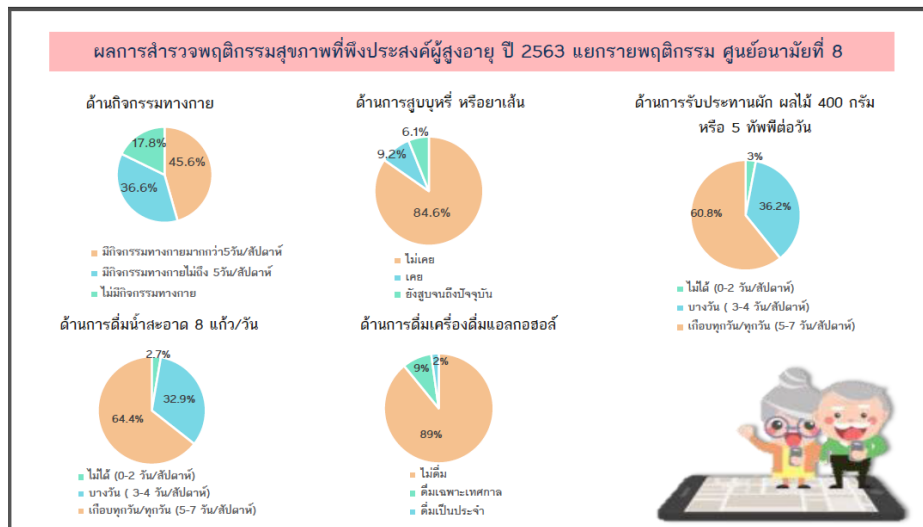 ผลการสำรวจพฤติกรรมสุขภาพที่พึงประสงค์ผู้สูงอายุ ปี 2563 แยกรายพฤติกรรม ศูนย์อนามัยที่ 8
ด้านกิจกรรมทางกาย
17.8%
45.6%
36.6%
มีกิจกรรมทางกายมากกว่า5วัน/สัปดาห์
มีกิจกรรมทางกายไม่ถึง 5วัน/สัปดาห์
ไม่มีกิจกรรมทางกาย
ด้านการสูบบุหรี่ หรือยาเส้น
6.1%
9.2%
84.6%
ไม่เคย
เคย
ยังสูบจนถึงปัจจุบัน
ด้านการรับประทานผัก ผลไม้ 400 กรัม
หรือ 5 ทัพพีต่อวัน
3%
36.2%
60.8%
ไม่ได้ (0-2 วัน/สัปดาห์)
บางวัน ( 3-4 วัน/สัปดาห์)
เกือบทุกวัน/ทุกวัน (5-7 วัน/สัปดาห์)
ด้านการดื่มน้ำสะอาด 8 แก้ว/วัน
2.7%
32.9%
64.4%
ไม่ได้ (0-2 วัน/สัปดาห์)
บางวัน ( 3-4 วัน/สัปดาห์)
เกือบทุกวัน/ทุกวัน (5-7 วัน/สัปดาห์)
ด้านการดื่มเครื่องดื่มแอลกอฮอล์
9%
2%
89%
ไม่ดื่ม
ดื่มเฉพาะเทศกาล
ดื่มเป็นประจำ